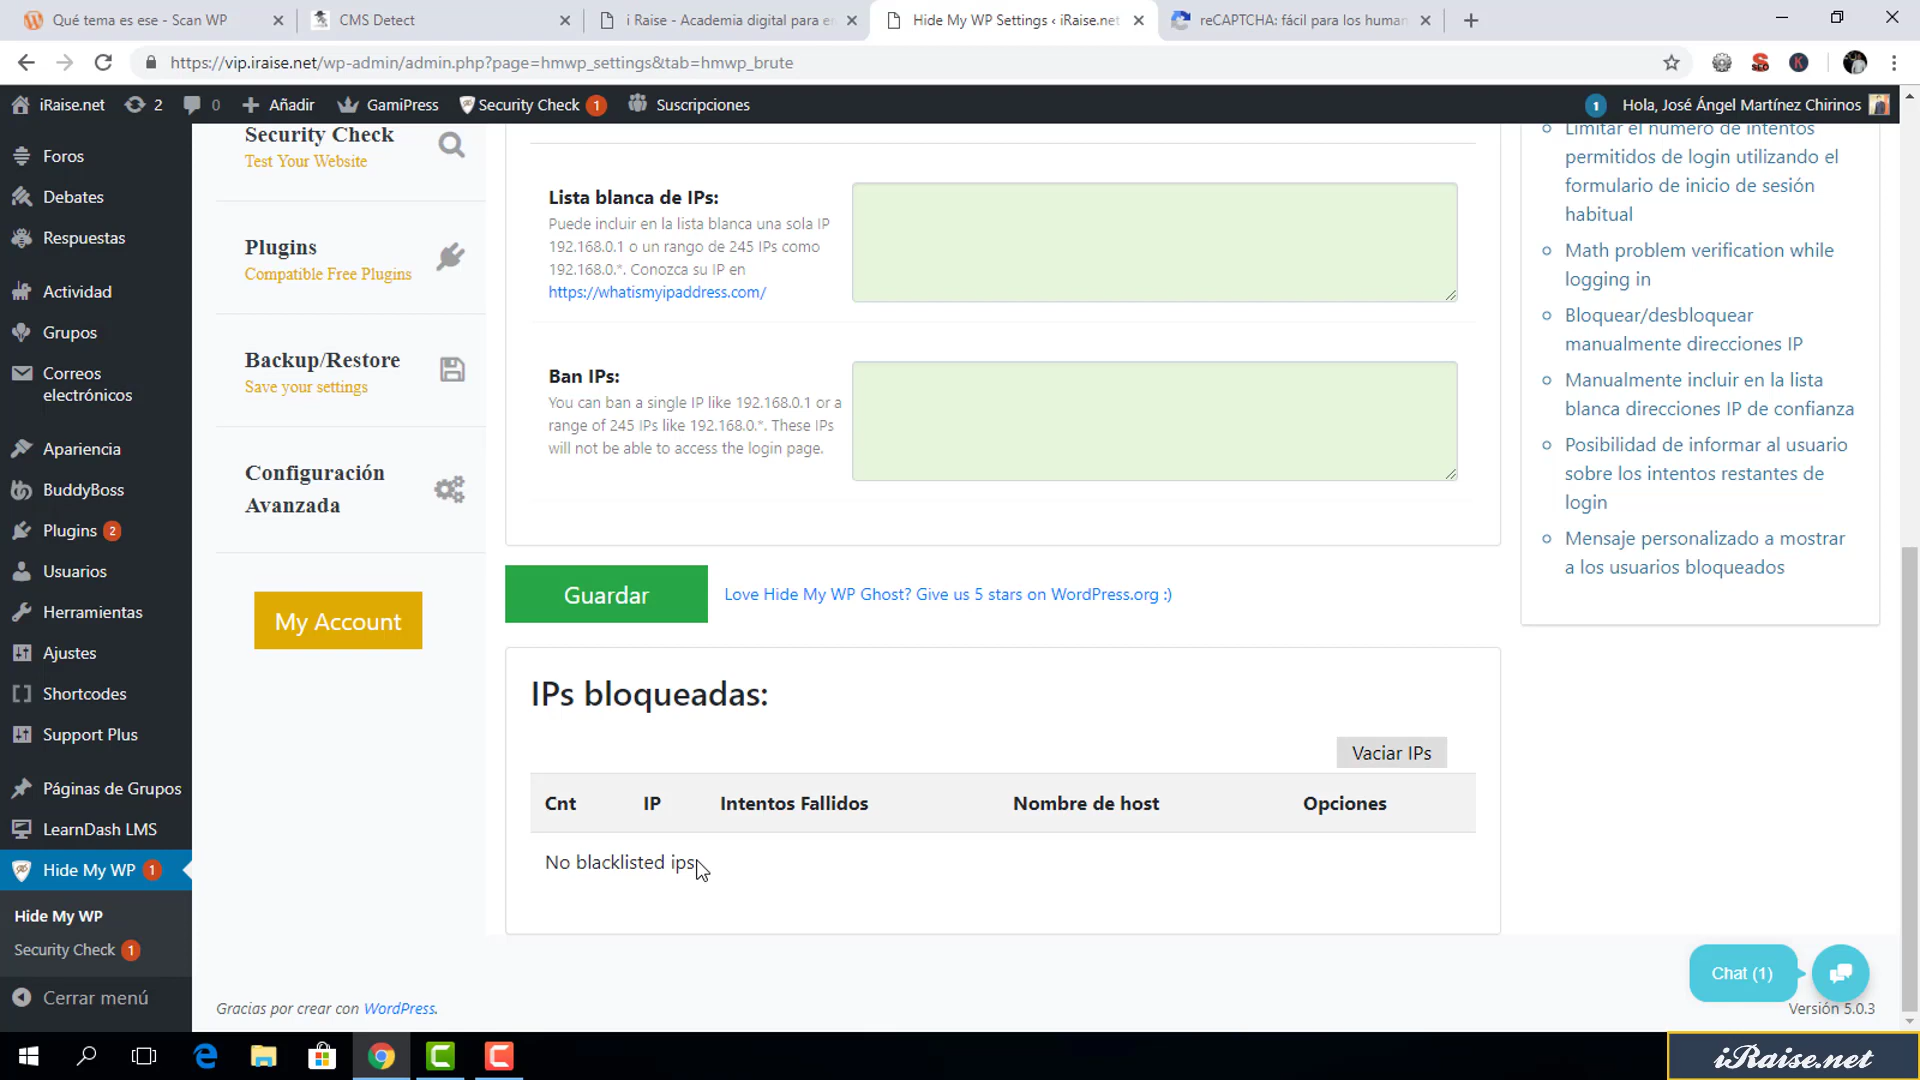 Qué tema es ese - Scan WP
CMS Detect
i Raise - Academia digital para en
Hide My WP Settings ‹ iRaise.net
reCAPTCHA: fácil para los human
https://vip.iraise.net/wp-admin/admin.php?page=hmwp_settings&tab=hmwp_brute
SEO
K
iRaise.net
2
0
Añadir
GamiPress
Security Check 1
Suscripciones
1
Hola, José Ángel Martínez Chirinos
Foros
Debates
Respuestas
Actividad
Grupos
Correos
electrónicos
Apariencia
BuddyBoss
Plugins 2
Usuarios
Herramientas
Ajustes
Shortcodes
Support Plus
Páginas de Grupos
LearnDash LMS
Hide My WP 1
Hide My WP
Security Check 1
Cerrar menú
Security Check
Test Your Website
Plugins
Compatible Free Plugins
Backup/Restore
Save your settings
Configuración
Avanzada
My Account
Lista blanca de IPs:
Puede incluir en la lista blanca una sola IP
192.168.0.1 o un rango de 245 IPs como
192.168.0.*. Conozca su IP en
https://whatismyipaddress.com/
Ban IPs:
You can ban a single IP like 192.168.0.1 or a
range of 245 IPs like 192.168.0.*. These IPs
will not be able to access the login page.
Guardar
Love Hide My WP Ghost? Give us 5 stars on WordPress.org :)
IPs bloqueadas:
Vaciar IPs
Cnt IP Intentos Fallidos Nombre de host Opciones
No blacklisted ips
Limitar el número de intentos
permitidos de login utilizando el
formulario de inicio de sesión
habitual
Math problem verification while
logging in
Bloquear/desbloquear
manualmente direcciones IP
Manualmente incluir en la lista
blanca direcciones IP de confianza
Posibilidad de informar al usuario
sobre los intentos restantes de
login
Mensaje personalizado a mostrar
a los usuarios bloqueados
Chat (1)
Gracias por crear con WordPress.
Versión 5.0.3
iRaise.net